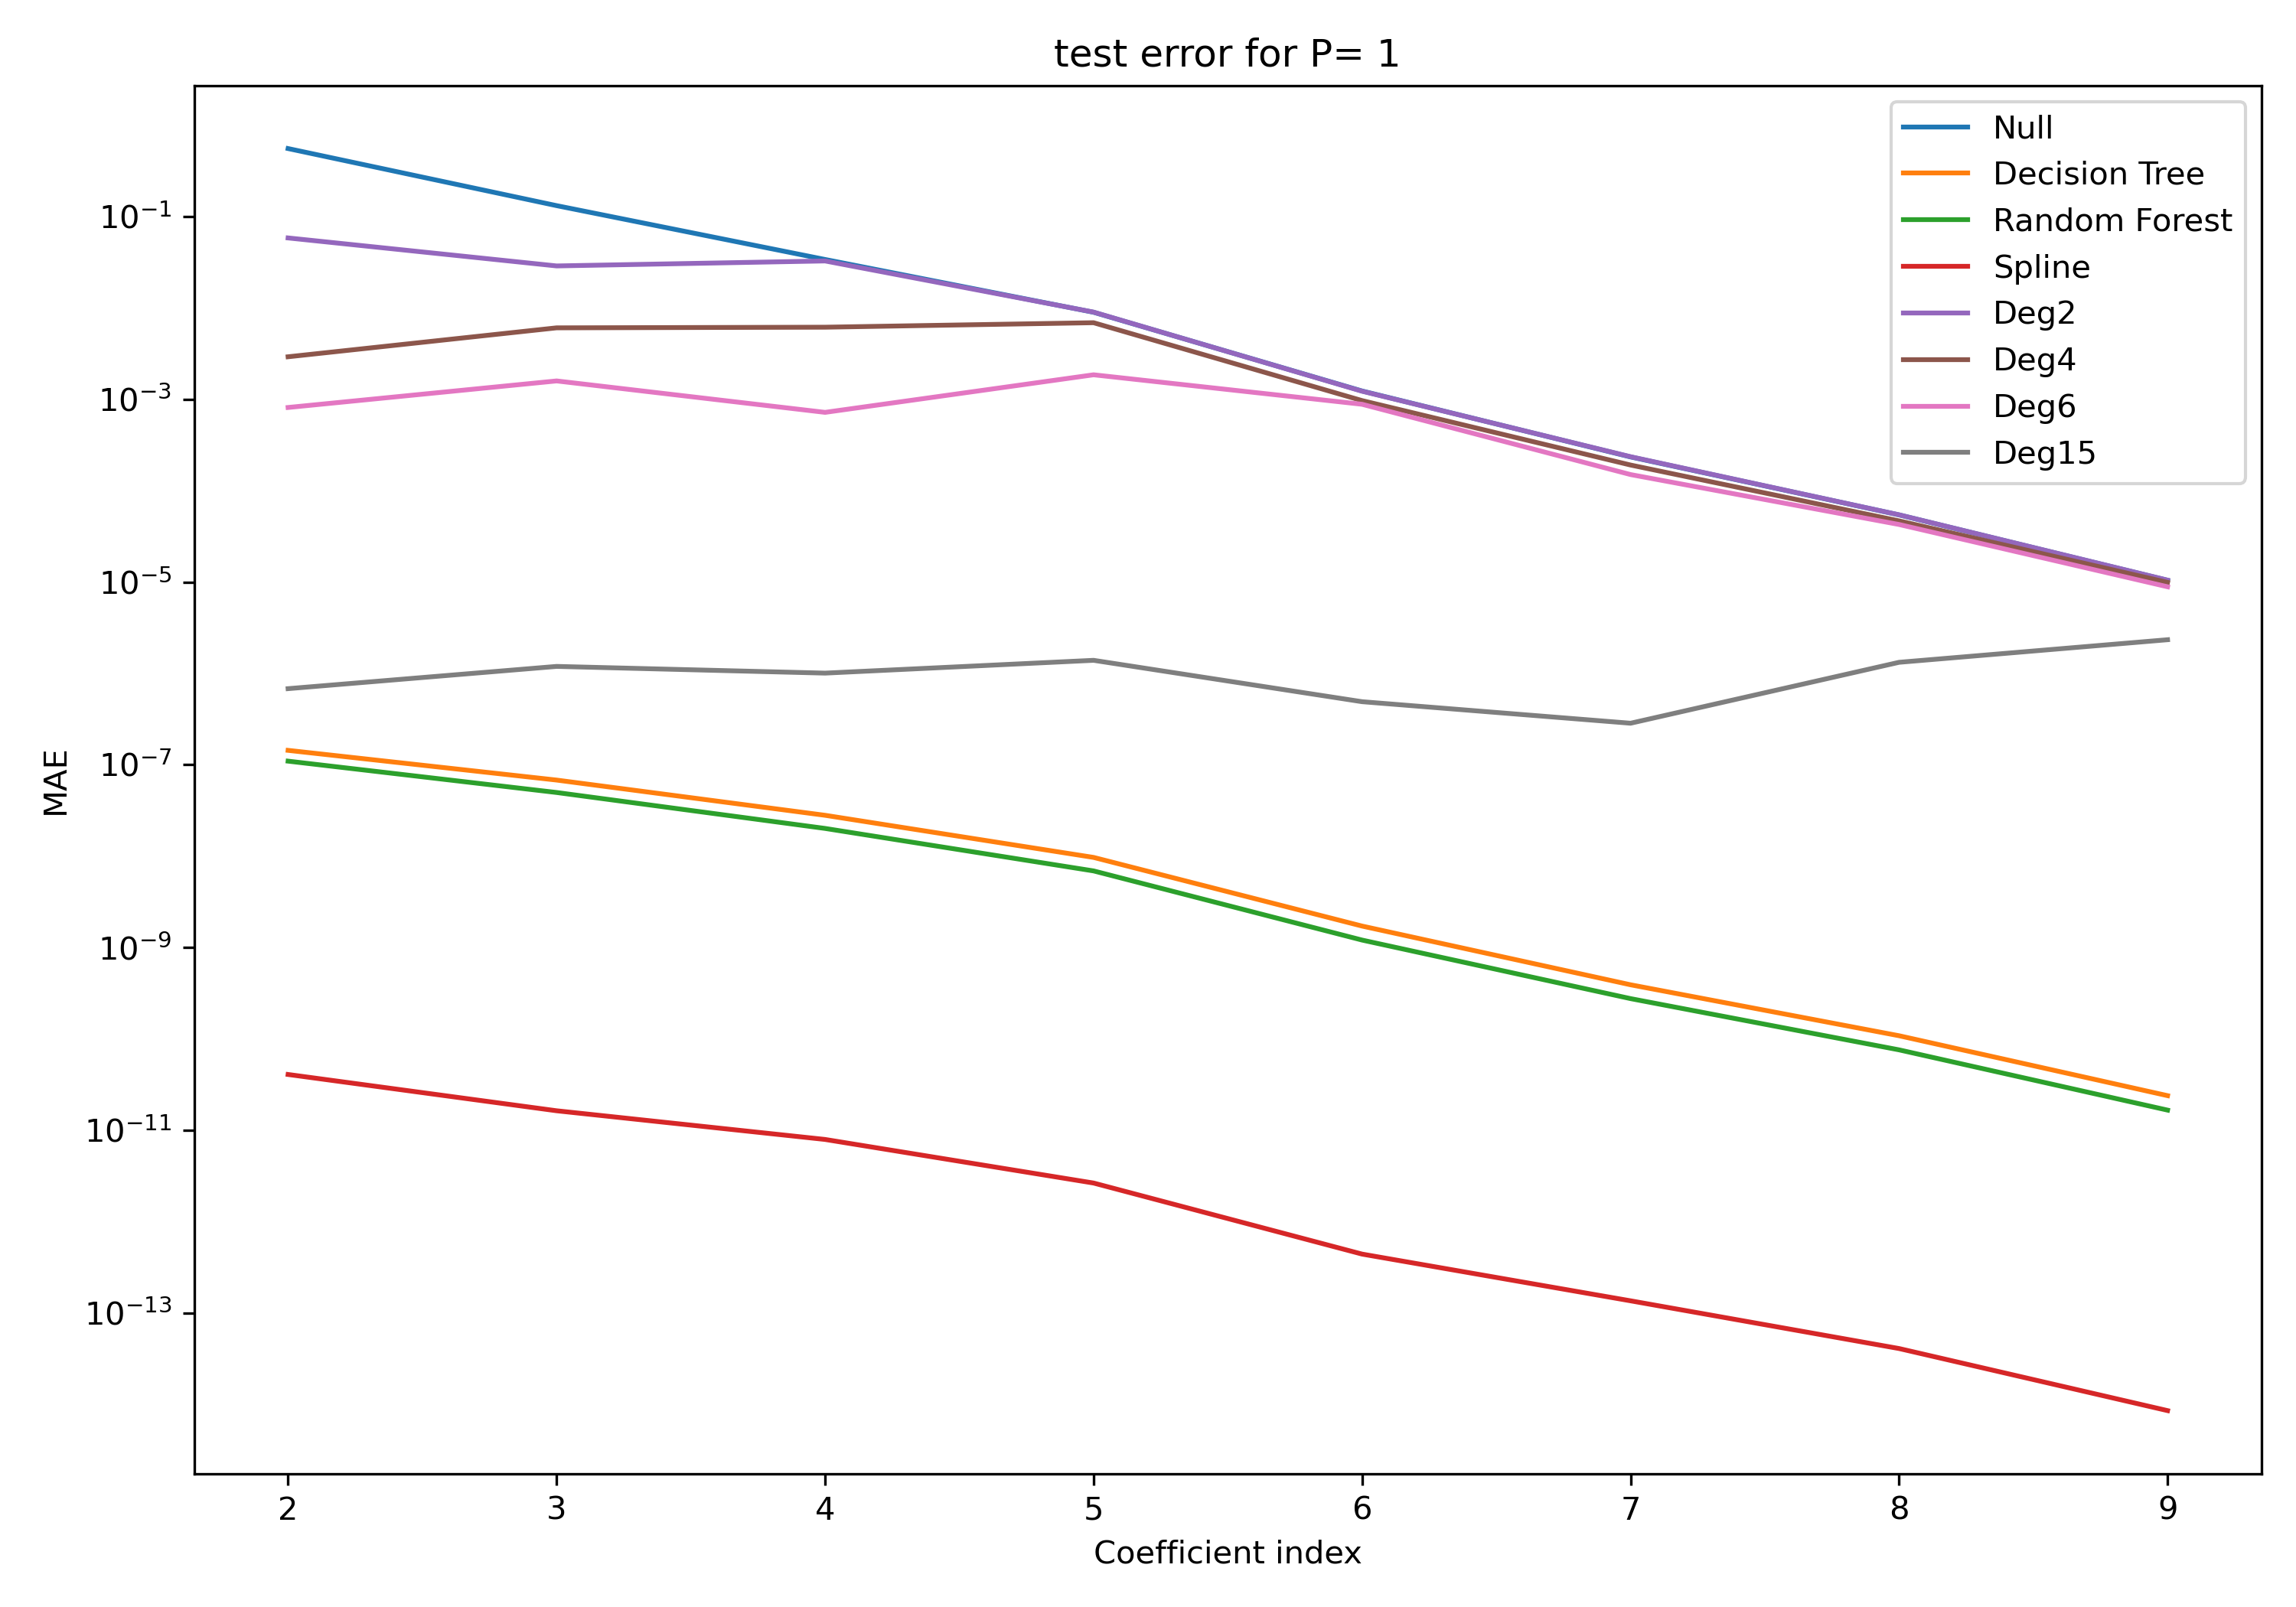 test error for P= 1
Null
Decision Tree
Random Forest
Spline
Deg2
Deg4
Deg6
Deg15
MAE
10⁻¹
10⁻³
10⁻⁵
10⁻⁷
10⁻⁹
10⁻¹¹
10⁻¹³
2 3 4 5 6 7 8 9
Coefficient index